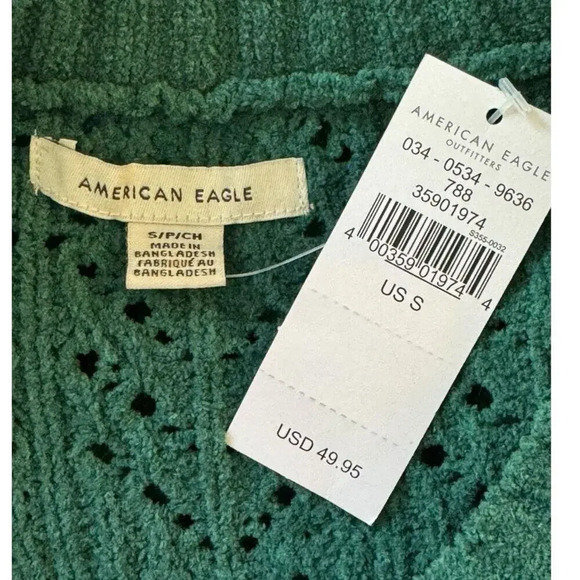 AMERICAN EAGLE
S/P/CH
MADE IN
BANGLADESH
FABRIQUÉ AU
BANGLADESH
AMERICAN EAGLE
OUTFITTERS
034 - 0534 - 9636
788
35901974
S355-0032
4 00359 01974 4
US S
USD 49.95